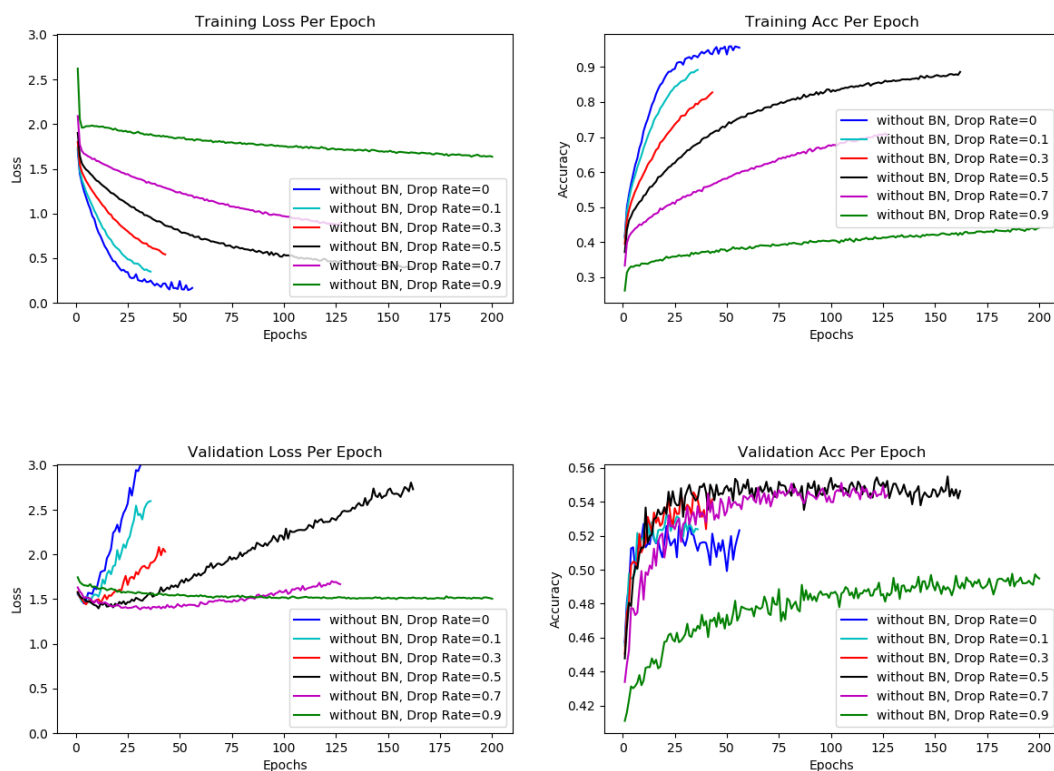 Training Loss Per Epoch
3.0
2.5
2.0
1.5
1.0
0.5
0.0
Loss
without BN, Drop Rate=0
without BN, Drop Rate=0.1
without BN, Drop Rate=0.3
without BN, Drop Rate=0.5
without BN, Drop Rate=0.7
without BN, Drop Rate=0.9
0 25 50 75 100 125 150 175 200
Epochs
Training Acc Per Epoch
0.9
0.8
0.7
0.6
0.5
0.4
0.3
Accuracy
without BN, Drop Rate=0
without BN, Drop Rate=0.1
without BN, Drop Rate=0.3
without BN, Drop Rate=0.5
without BN, Drop Rate=0.7
without BN, Drop Rate=0.9
0 25 50 75 100 125 150 175 200
Epochs
Validation Loss Per Epoch
3.0
2.5
2.0
1.5
1.0
0.5
0.0
Loss
without BN, Drop Rate=0
without BN, Drop Rate=0.1
without BN, Drop Rate=0.3
without BN, Drop Rate=0.5
without BN, Drop Rate=0.7
without BN, Drop Rate=0.9
0 25 50 75 100 125 150 175 200
Epochs
Validation Acc Per Epoch
0.56
0.54
0.52
0.50
0.48
0.46
0.44
0.42
Accuracy
without BN, Drop Rate=0
without BN, Drop Rate=0.1
without BN, Drop Rate=0.3
without BN, Drop Rate=0.5
without BN, Drop Rate=0.7
without BN, Drop Rate=0.9
0 25 50 75 100 125 150 175 200
Epochs